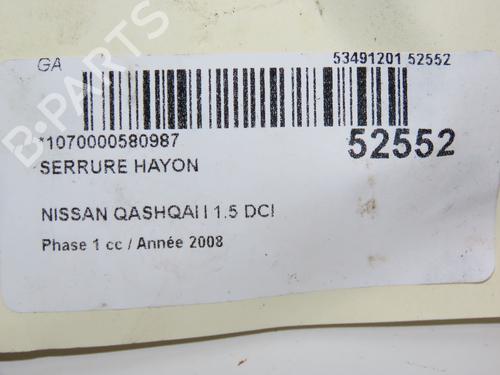 GA 53491201 52552
*1070000580987 52552
SERRURE HAYON
NISSAN QASHQAI I 1.5 DCI
Phase 1 cc / Année 2008
B-PARTS